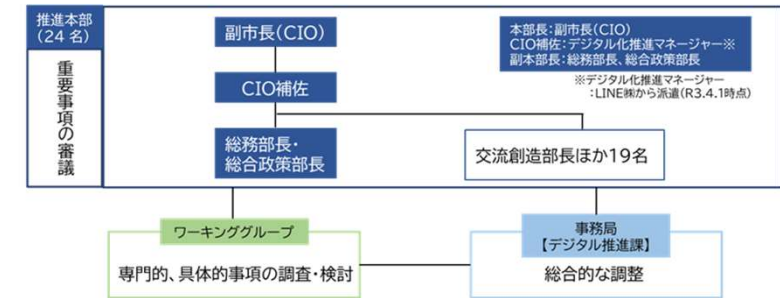 推進本部
(24 名)
重要事項の審議
副市長(CIO)
CIO補佐
総務部長・
総合政策部長
本部長:副市長(CIO)
CIO補佐:デジタル化推進マネージャー※
副本部長:総務部長、総合政策部長
※デジタル化推進マネージャー
:LINE㈱から派遣(R3.4.1時点)
交流創造部長ほか19名
ワーキンググループ
専門的、具体的事項の調査・検討
事務局
【デジタル推進課】
総合的な調整